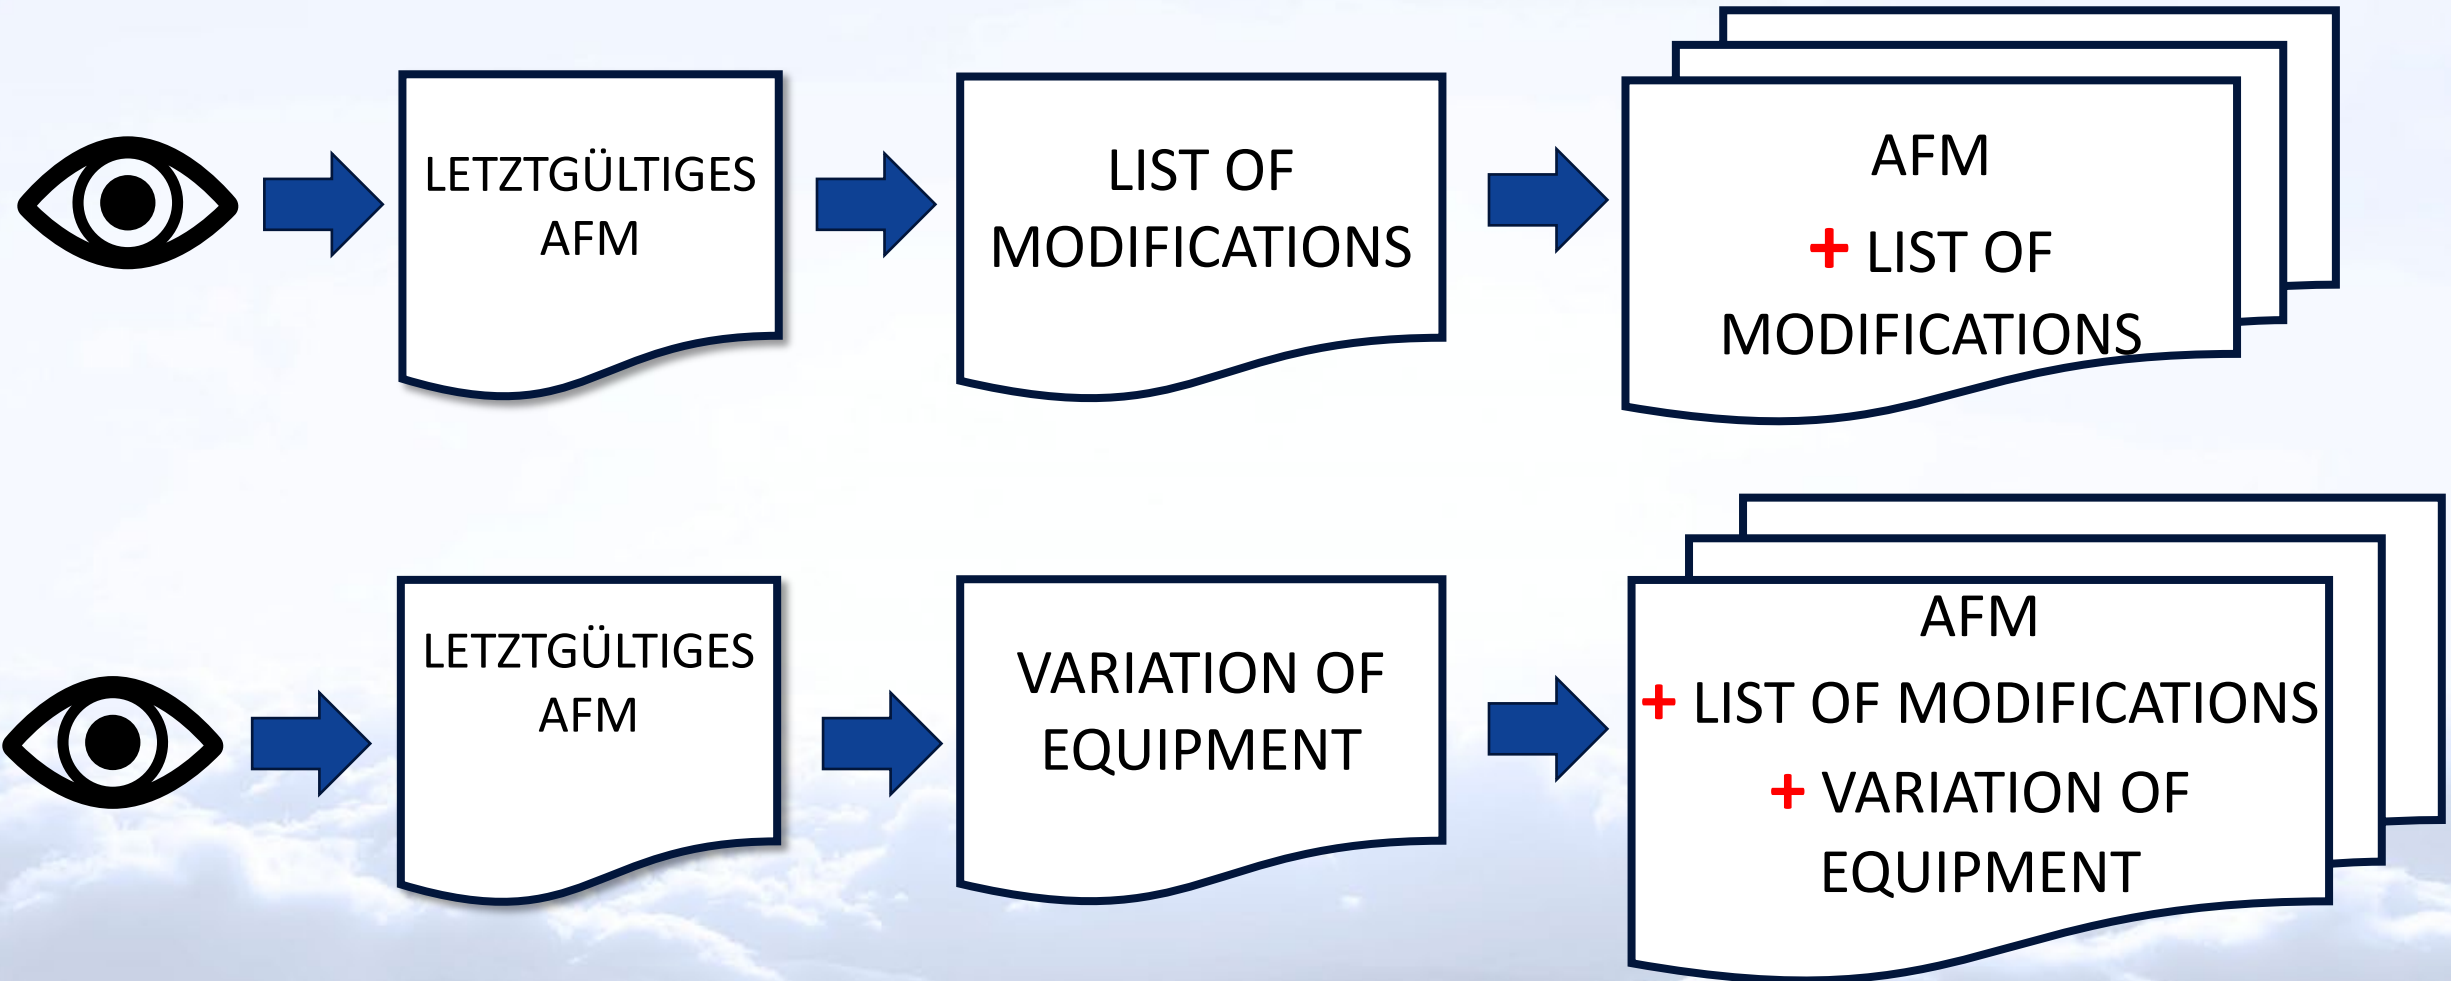 LETZTGÜLTIGES
AFM
LIST OF
MODIFICATIONS
AFM
+ LIST OF
MODIFICATIONS
LETZTGÜLTIGES
AFM
VARIATION OF
EQUIPMENT
AFM
+ LIST OF MODIFICATIONS
+ VARIATION OF
EQUIPMENT